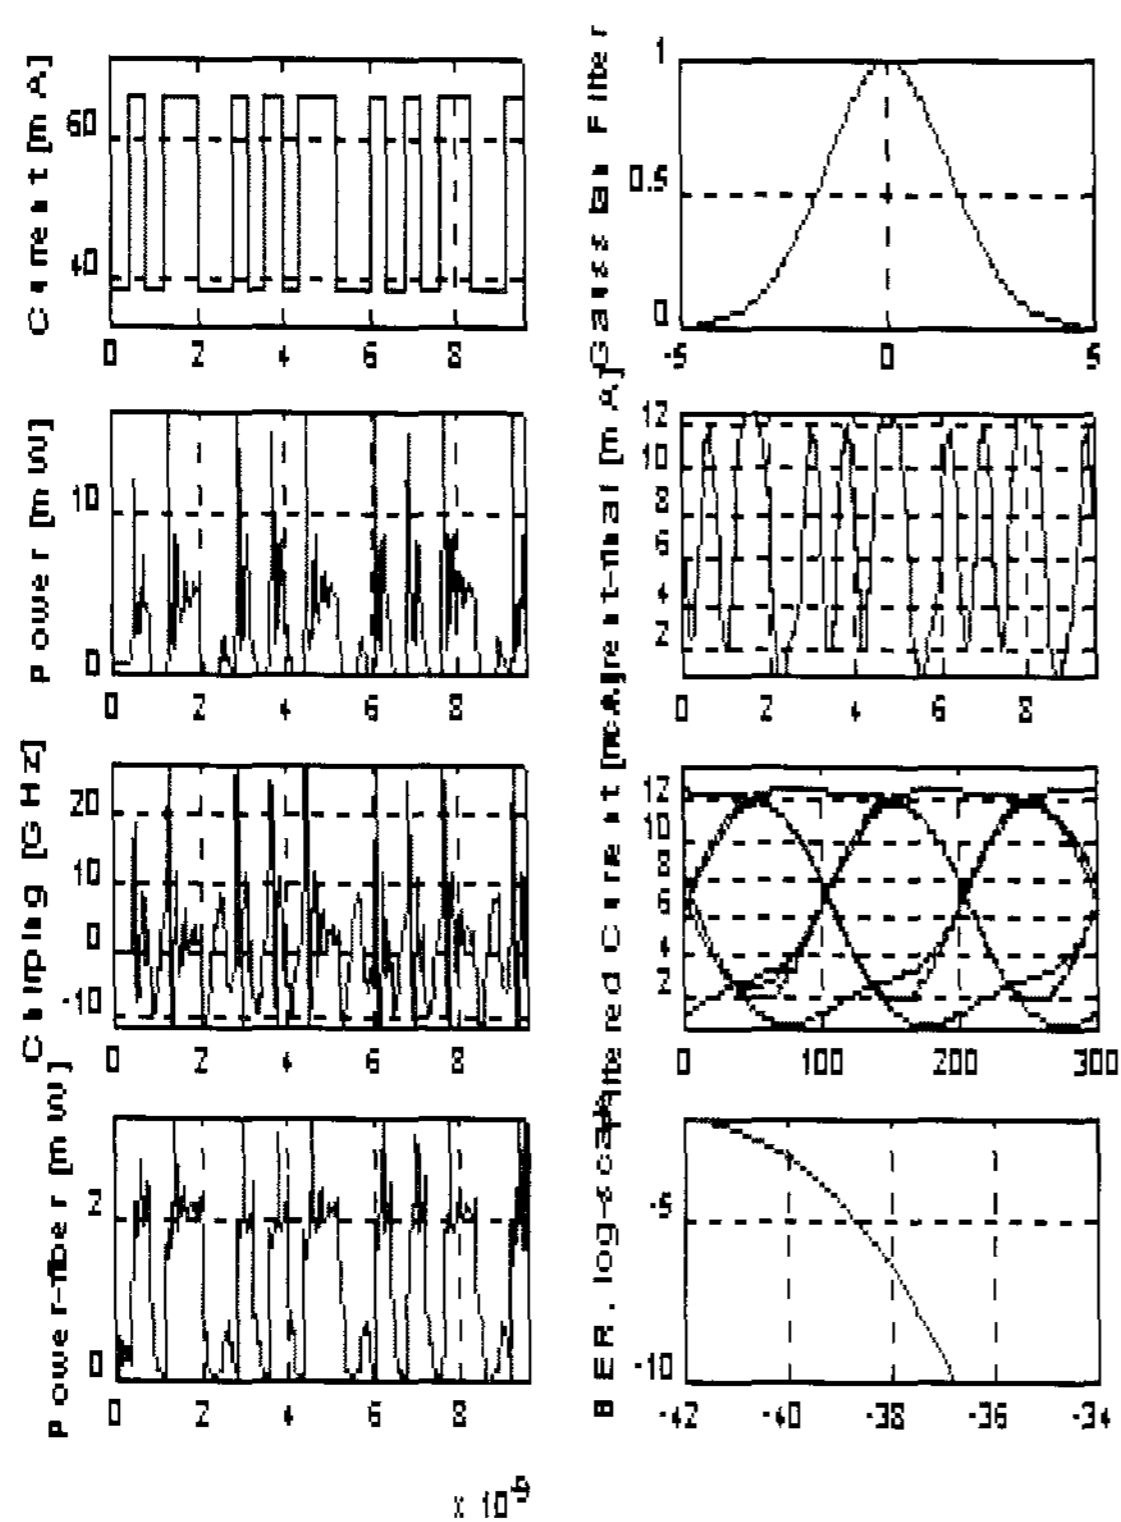 Current [mA]
60
40
0 2 4 6 8
Power [mW]
10
0
0 2 4 6 8
Chirping [GHz]
20
10
0
-10
0 2 4 6 8
Power-fiber [mW]
2
0
0 2 4 6 8
x 10-9
Gaussian Filter
1
0.5
0
-5 0 5
[mA]
12
10
8
6
4
2
0 2 4 6 8
Filtered Current
12
10
8
6
4
2
0 100 200 300
BER, log-scale
-5
-10
-42 -40 -38 -36 -34